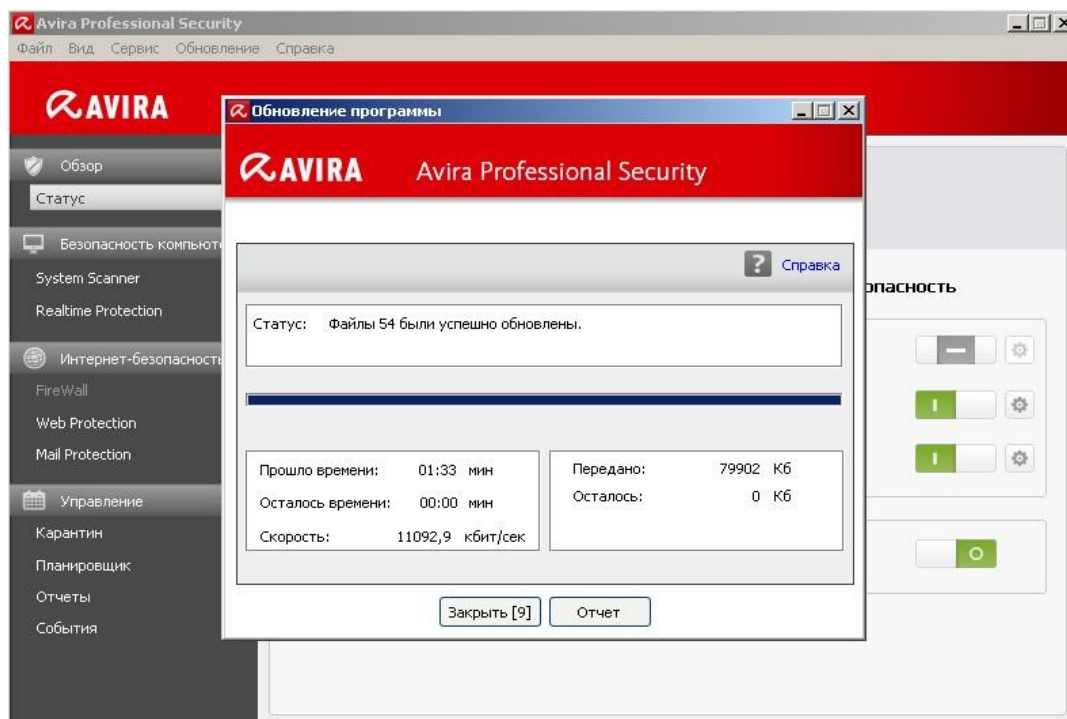 Avira Professional Security
Файл Вид Сервис Обновление Справка
AVIRA
Обзор
Статус
Безопасность компьют
System Scanner
Realtime Protection
Интернет-безопасность
FireWall
Web Protection
Mail Protection
Управление
Карантин
Планировщик
Отчеты
События
Обновление программы
AVIRA Avira Professional Security
? Справка
Статус: Файлы 54 были успешно обновлены.
Прошло времени: 01:33 мин
Осталось времени: 00:00 мин
Скорость: 11092,9 кбит/сек
Передано: 79902 Кб
Осталось: 0 Кб
Закрыть [9] Отчет
опасность